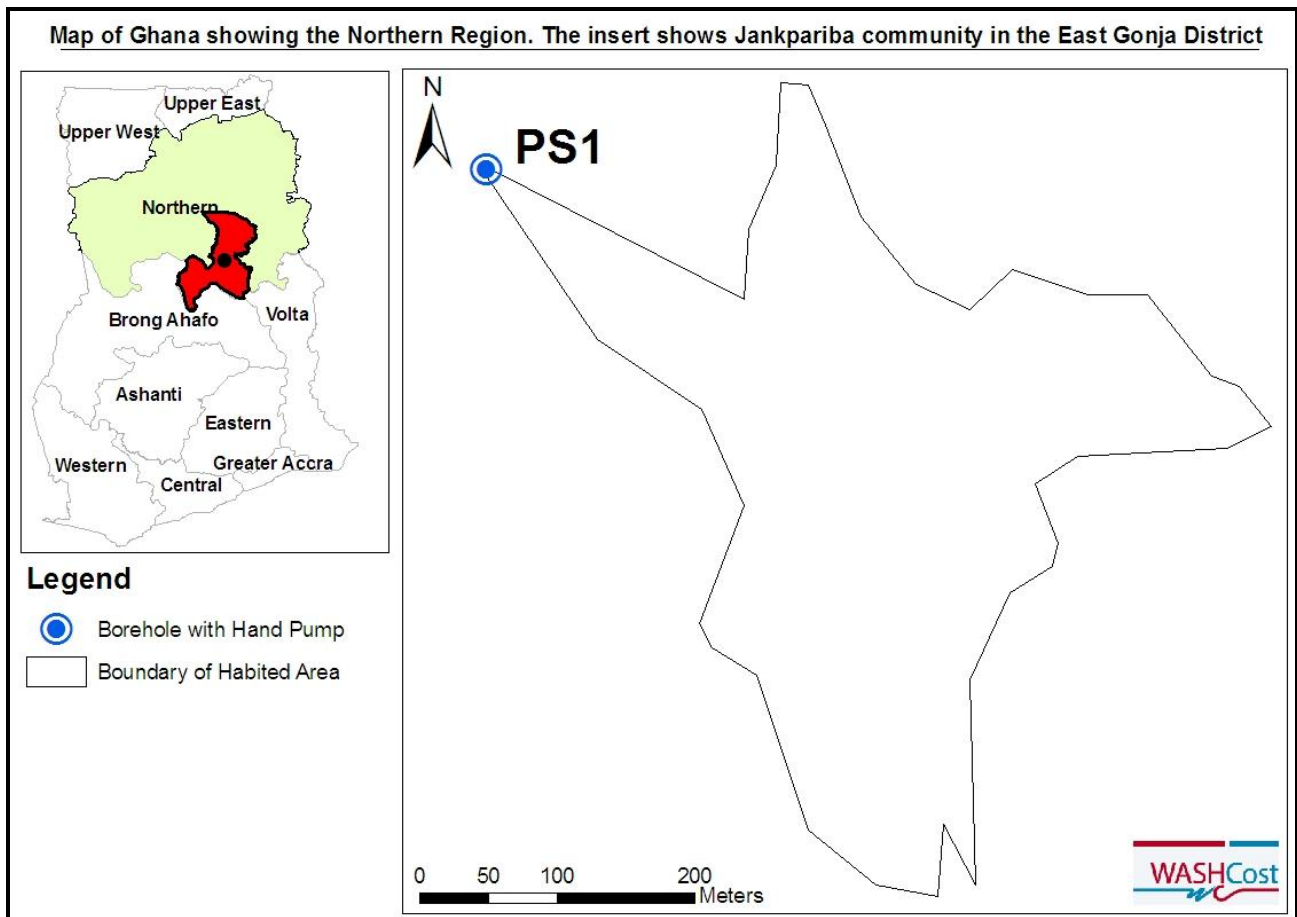 Map of Ghana showing the Northern Region. The insert shows Jankpariba community in the East Gonja District
Upper East
Upper West
Northern
Brong Ahafo
Volta
Ashanti
Eastern
Western
Greater Accra
Central
Legend
Borehole with Hand Pump
Boundary of Habited Area
N
PS1
0 50 100 200
Meters
WASHCost